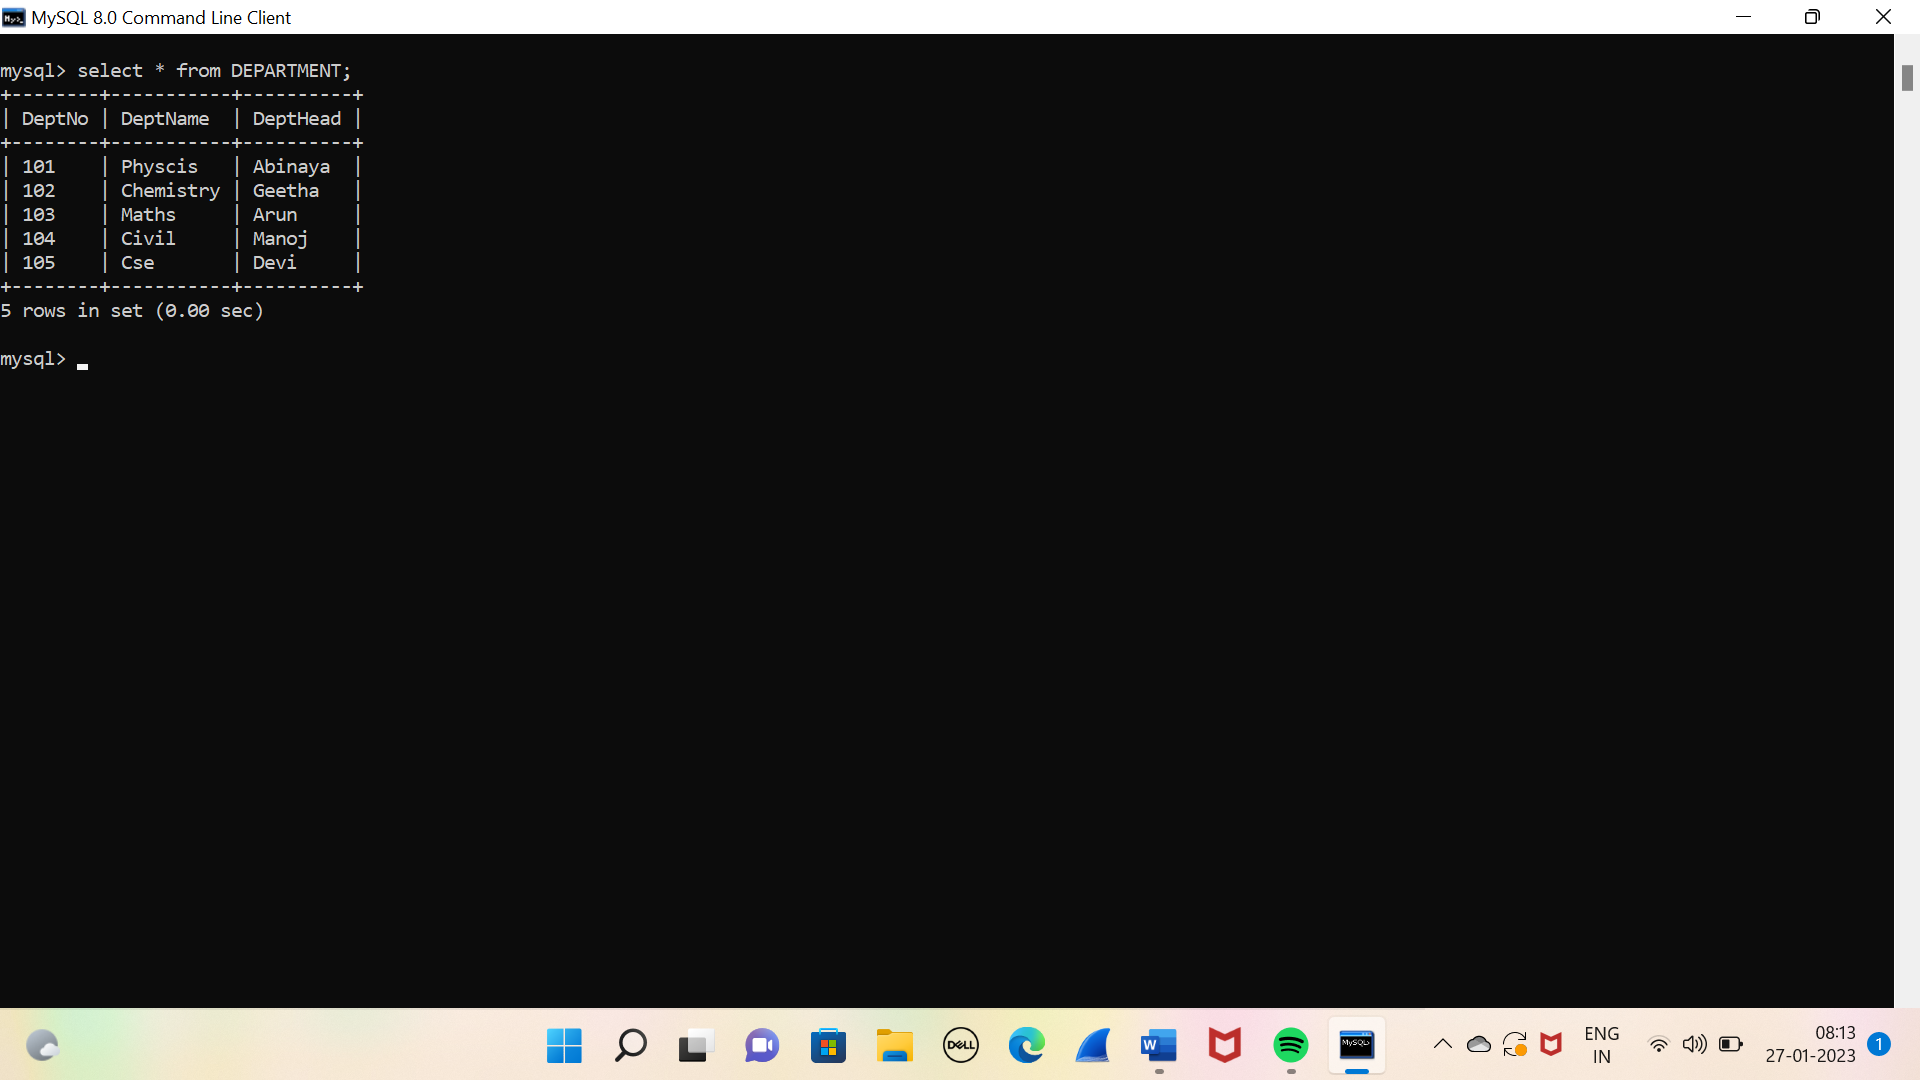 MySQL 8.0 Command Line Client
mysql> select * from DEPARTMENT;
+--------+-----------+----------+
| DeptNo | DeptName  | DeptHead |
+--------+-----------+----------+
| 101    | Physcis   | Abinaya  |
| 102    | Chemistry | Geetha   |
| 103    | Maths     | Arun     |
| 104    | Civil     | Manoj    |
| 105    | Cse       | Devi     |
+--------+-----------+----------+
5 rows in set (0.00 sec)
mysql>
DELL
W
MySQL>
ENG
IN
08:13
27-01-2023
1